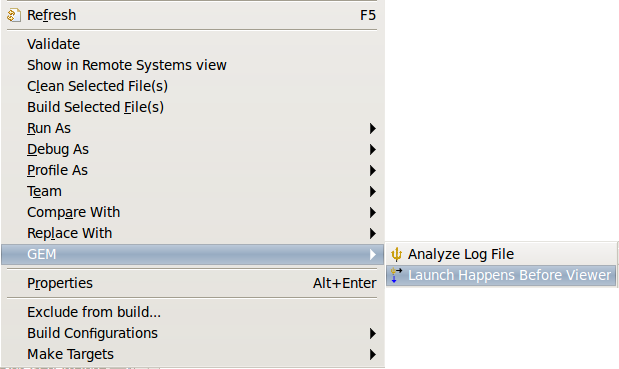 Refresh F5
Validate
Show in Remote Systems view
Clean Selected File(s)
Build Selected File(s)
Run As
Debug As
Profile As
Team
Compare With
Replace With
GEM
Analyze Log File
Launch Happens Before Viewer
Properties Alt+Enter
Exclude from build...
Build Configurations
Make Targets